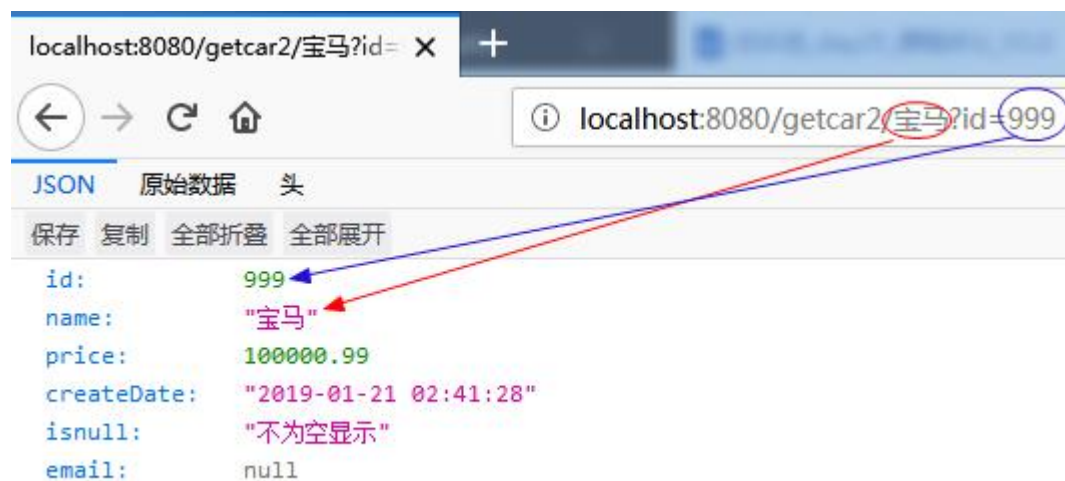 localhost:8080/getcar2/宝马?id=
localhost:8080/getcar2/宝马?id=999
JSON 原始数据 头
保存 复制 全部折叠 全部展开
id: 999
name: "宝马"
price: 100000.99
createDate: "2019-01-21 02:41:28"
isnull: "不为空显示"
email: null